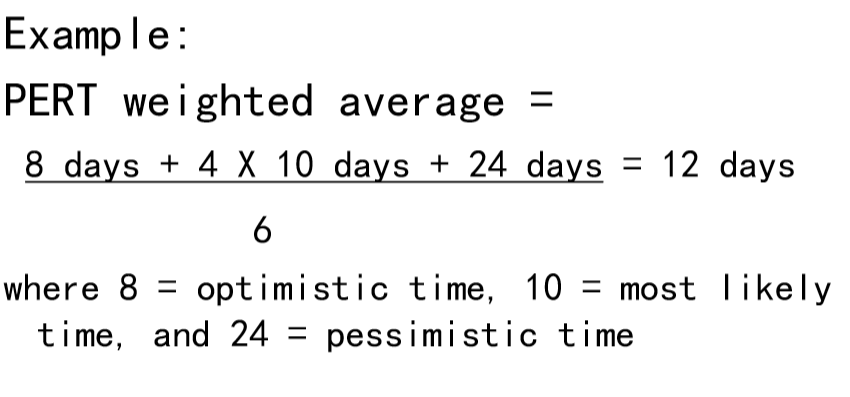 Example:
PERT weighted average =
8 days + 4 X 10 days + 24 days = 12 days
6
where 8 = optimistic time, 10 = most likely
time, and 24 = pessimistic time